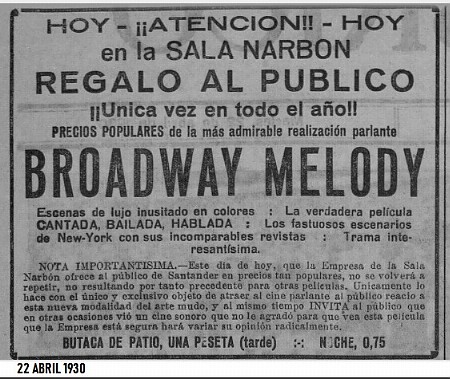 HOY - ¡¡ATENCION!! - HOY
en la SALA NARBON
REGALO AL PUBLICO
¡¡Unica vez en todo el año!!
PRECIOS POPULARES de la más admirable realización parlante
BROADWAY MELODY
Escenas de lujo inusitado en colores : La verdadera película
CANTADA, BAILADA, HABLADA : Los fastuosos escenarios
de New-York con sus incomparables revistas : Trama inte-
resantísima.
NOTA IMPORTANTISIMA.—Este día de hoy, que la Empresa de la Sala
Narbón ofrece al público de Santander en precios tan populares, no se volverá a
repetir, no resultando por tanto precedente para otras películas. Unicamente lo
hace con el único y exclusivo objeto de atraer al cine parlante al público reacio a
esta nueva modalidad del arte mudo, y al mismo tiempo INVITA al público que
en otras ocasiones vió un cine sonoro que no le agradó para que vea esta película
que la Empresa está segura hará variar su opinión radicalmente.
BUTACA DE PATIO, UNA PESETA (tarde) :-: NOCHE, 0,75
22 ABRIL 1930